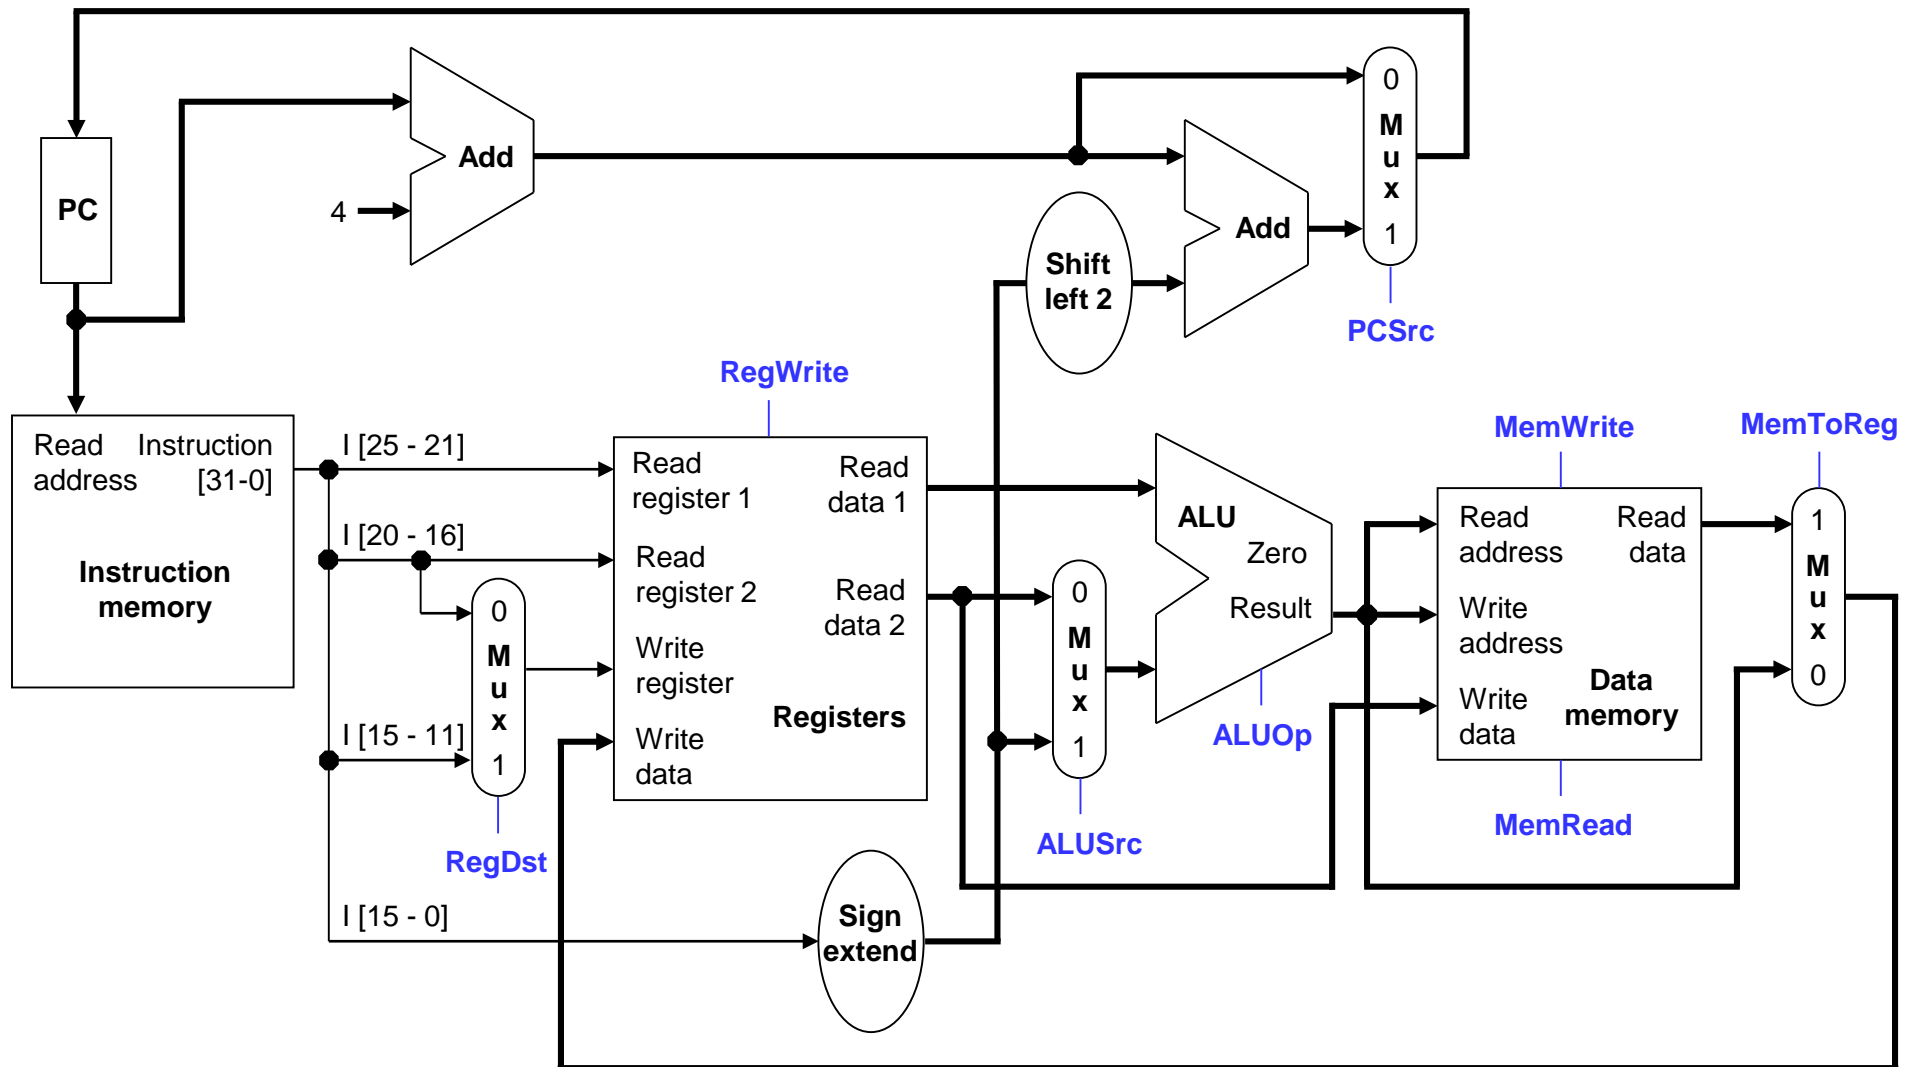 0
M
u
x
1
Add
Add
PC
4
Shift
left 2
PCSrc
RegWrite
MemWrite
MemToReg
Read address
Instruction [31-0]
Instruction
memory
I [25 - 21]
I [20 - 16]
I [15 - 11]
I [15 - 0]
0
M
u
x
1
RegDst
Read
register 1
Read
data 1
Read
register 2
Read
data 2
Write
register
Registers
Write
data
Sign
extend
0
M
u
x
1
ALUSrc
ALU
Zero
Result
ALUOp
Read
address
Read
data
Write
address
Write
data
Data
memory
MemRead
1
M
u
x
0